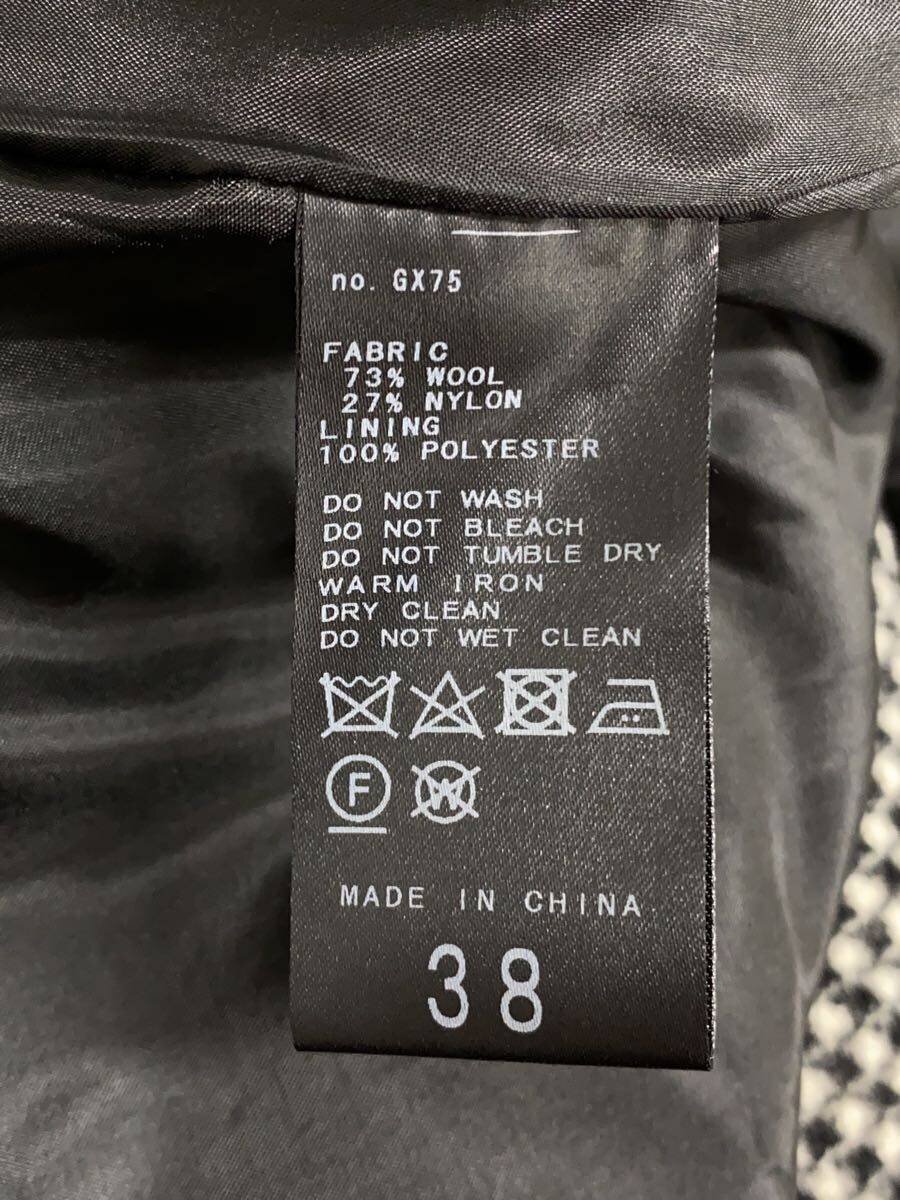 no. GX75
FABRIC
73% WOOL
27% NYLON
LINING
100% POLYESTER
DO NOT WASH
DO NOT BLEACH
DO NOT TUMBLE DRY
WARM IRON
DRY CLEAN
DO NOT WET CLEAN
F W
MADE IN CHINA
38